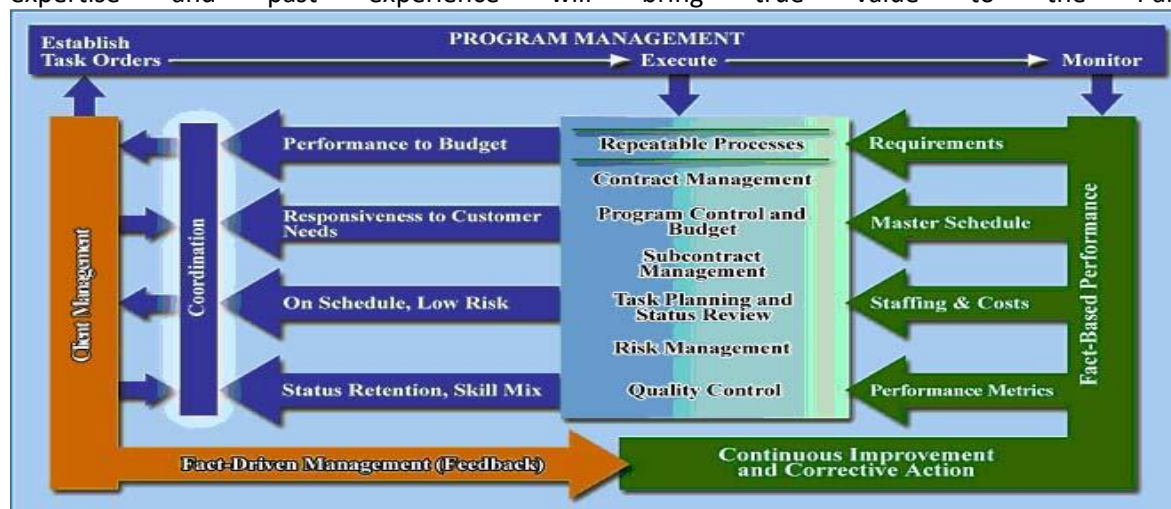 expertise and past experience will bring true value to the
PROGRAM MANAGEMENT
Establish
Task Orders
Execute
Monitor
Client Management
Coordination
Performance to Budget
Responsiveness to Customer
Needs
On Schedule, Low Risk
Status Retention, Skill Mix
Repeatable Processes
Contract Management
Program Control and
Budget
Subcontract
Management
Task Planning and
Status Review
Risk Management
Quality Control
Requirements
Master Schedule
Staffing & Costs
Performance Metrics
Fact-Based Performance
Fact-Driven Management (Feedback)
Continuous Improvement
and Corrective Action